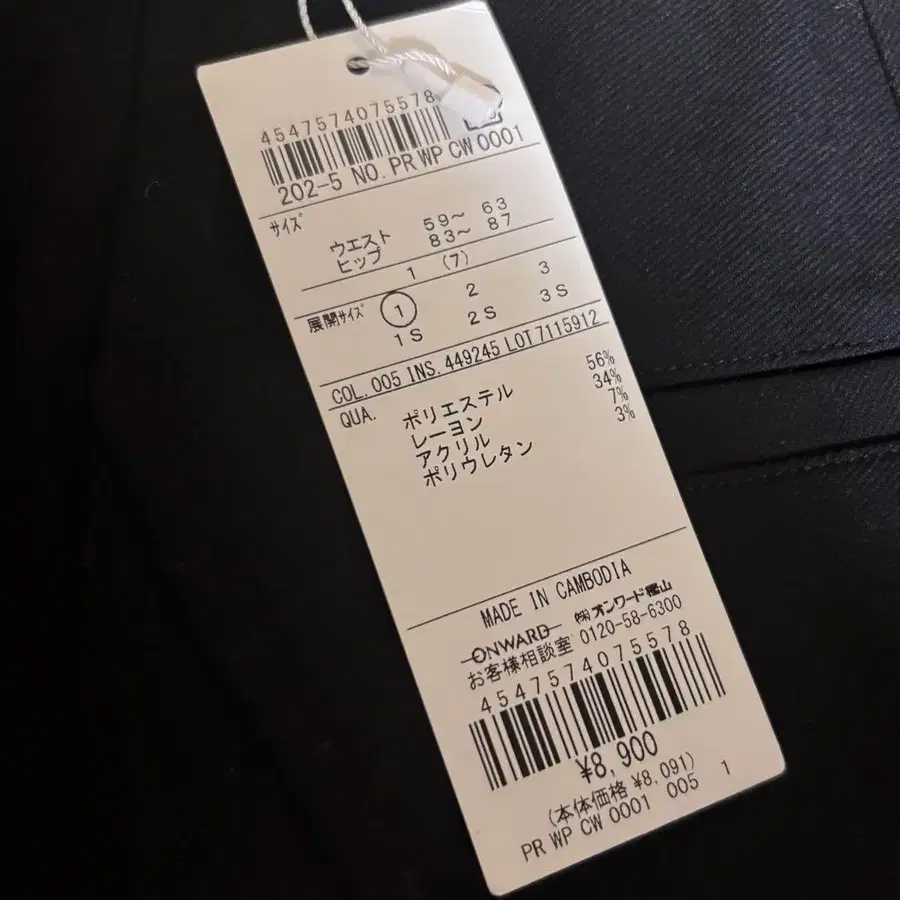 4547574075578
202-5 NO. PR WP CW 0001
サイズ
ウエスト 59〜 63
ヒップ 83〜 87
1 (7)
展開サイズ 1 2 3
1S 2S 3S
COL. 005 INS. 449245 LOT 7115912
QUA. ポリエステル 56%
レーヨン 34%
アクリル 7%
ポリウレタン 3%
MADE IN CAMBODIA
ONWARD ㈱オンワード樫山
お客様相談室 0120-58-6300
4547574075578
¥8,900
(本体価格 ¥8,091)
PR WP CW 0001 005 1